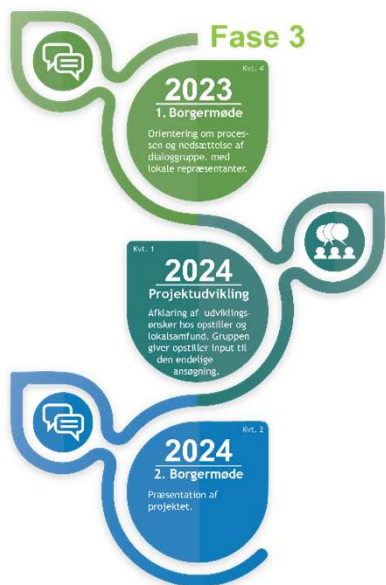 Fase 3
Kvt. 4
2023
1. Borgermøde
Orientering om proces-
sen og nedsættelse af
dialoggruppe. med
lokale repræsentanter.
Kvt. 1
2024
Projektudvikling
Afklaring af udviklings-
ønsker hos opstiller og
lokalsamfund. Gruppen
giver opstiller input til
den endelige
ansøgning.
Kvt. 2
2024
2. Borgermøde
Præsentation af
projektet.